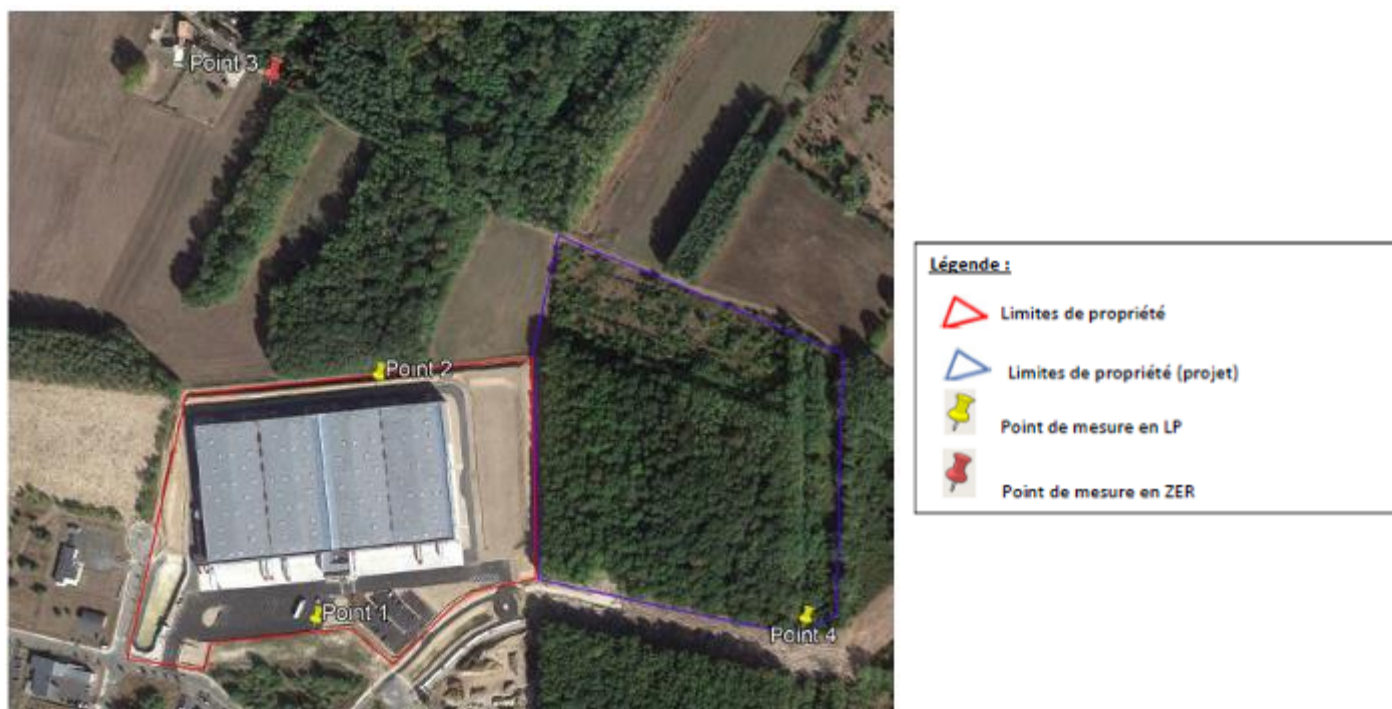 Point 3
Point 2
Point 1
Point 4
Légende :
Limites de propriété
Limites de propriété (projet)
Point de mesure en LP
Point de mesure en ZER